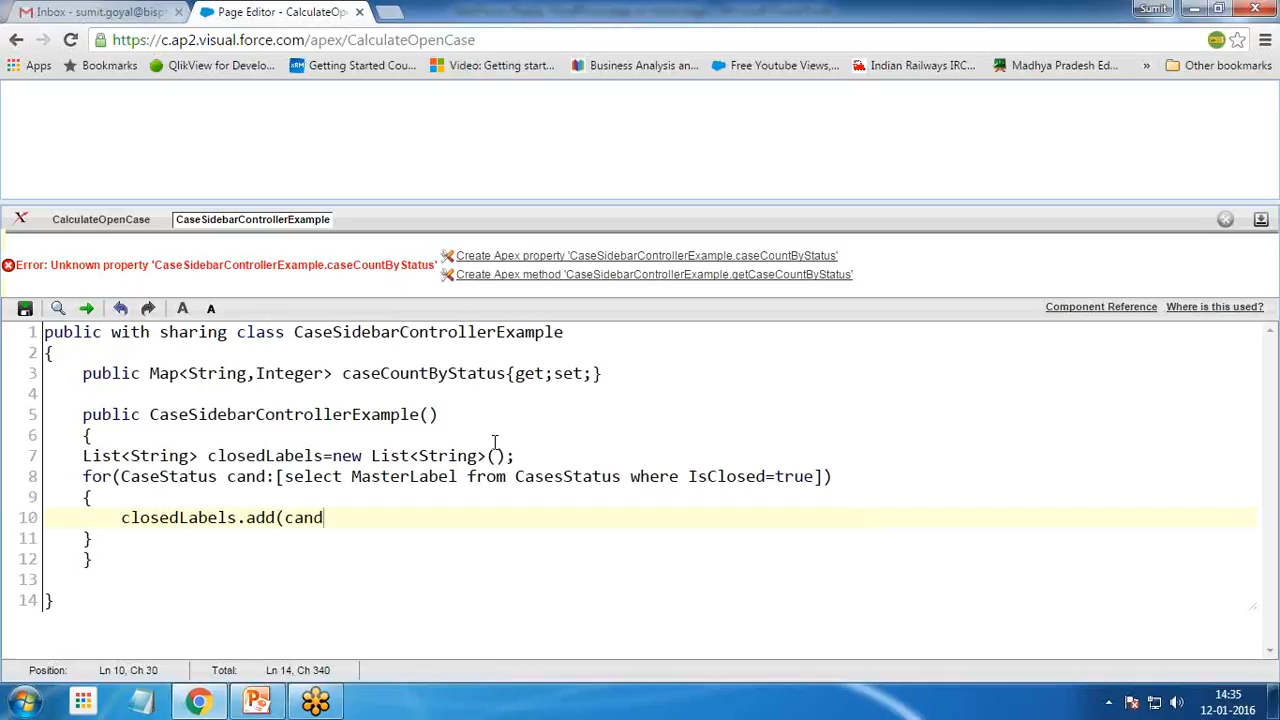 Inbox - sumit.goyal@bisp
Page Editor - CalculateOp
Sumit
https://c.ap2.visual.force.com/apex/CalculateOpenCase
Apps Bookmarks QlikView for Develo... Getting Started Cou... Video: Getting start... Business Analysis an... Free Youtube Views,... Indian Railways IRC... Madhya Pradesh Ed... » Other bookmarks
CalculateOpenCase CaseSidebarControllerExample
Create Apex property 'CaseSidebarControllerExample.caseCountByStatus'
Error: Unknown property 'CaseSidebarControllerExample.caseCountByStatus'
Create Apex method 'CaseSidebarControllerExample.getCaseCountByStatus'
A A Component Reference Where is this used?
1 public with sharing class CaseSidebarControllerExample
2 {
3 public Map<String,Integer> caseCountByStatus{get;set;}
4
5 public CaseSidebarControllerExample()
6 {
7 List<String> closedLabels=new List<String>();
8 for(CaseStatus cand:[select MasterLabel from CasesStatus where IsClosed=true])
9 {
10 closedLabels.add(cand
11 }
12 }
13
14 }
Position: Ln 10, Ch 30 Total: Ln 14, Ch 340
14:35
12-01-2016